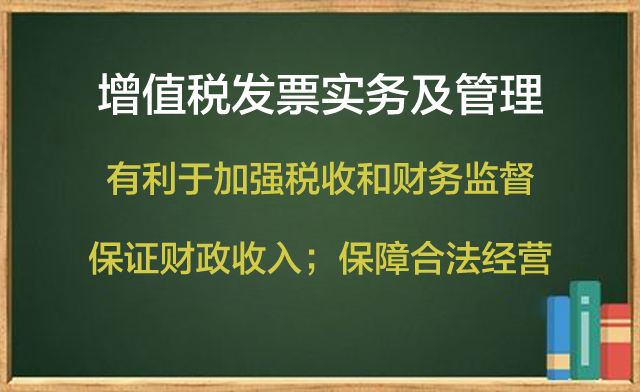 增值税发票实务及管理
有利于加强税收和财务监督
保证财政收入；保障合法经营